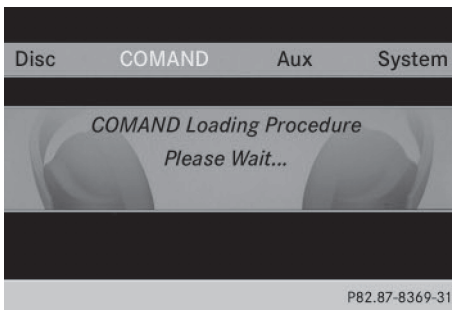 Disc COMAND Aux System
COMAND Loading Procedure
Please Wait...
P82.87-8369-31